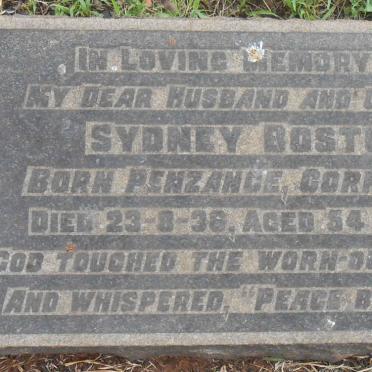 IN LOVING MEMORY
MY DEAR HUSBAND AND
SYDNEY BOST
BORN PENZANCE, CORN
DIED 23-8-36, AGED 54
GOD TOUCHED THE WORN-O
AND WHISPERED, "PEACE B